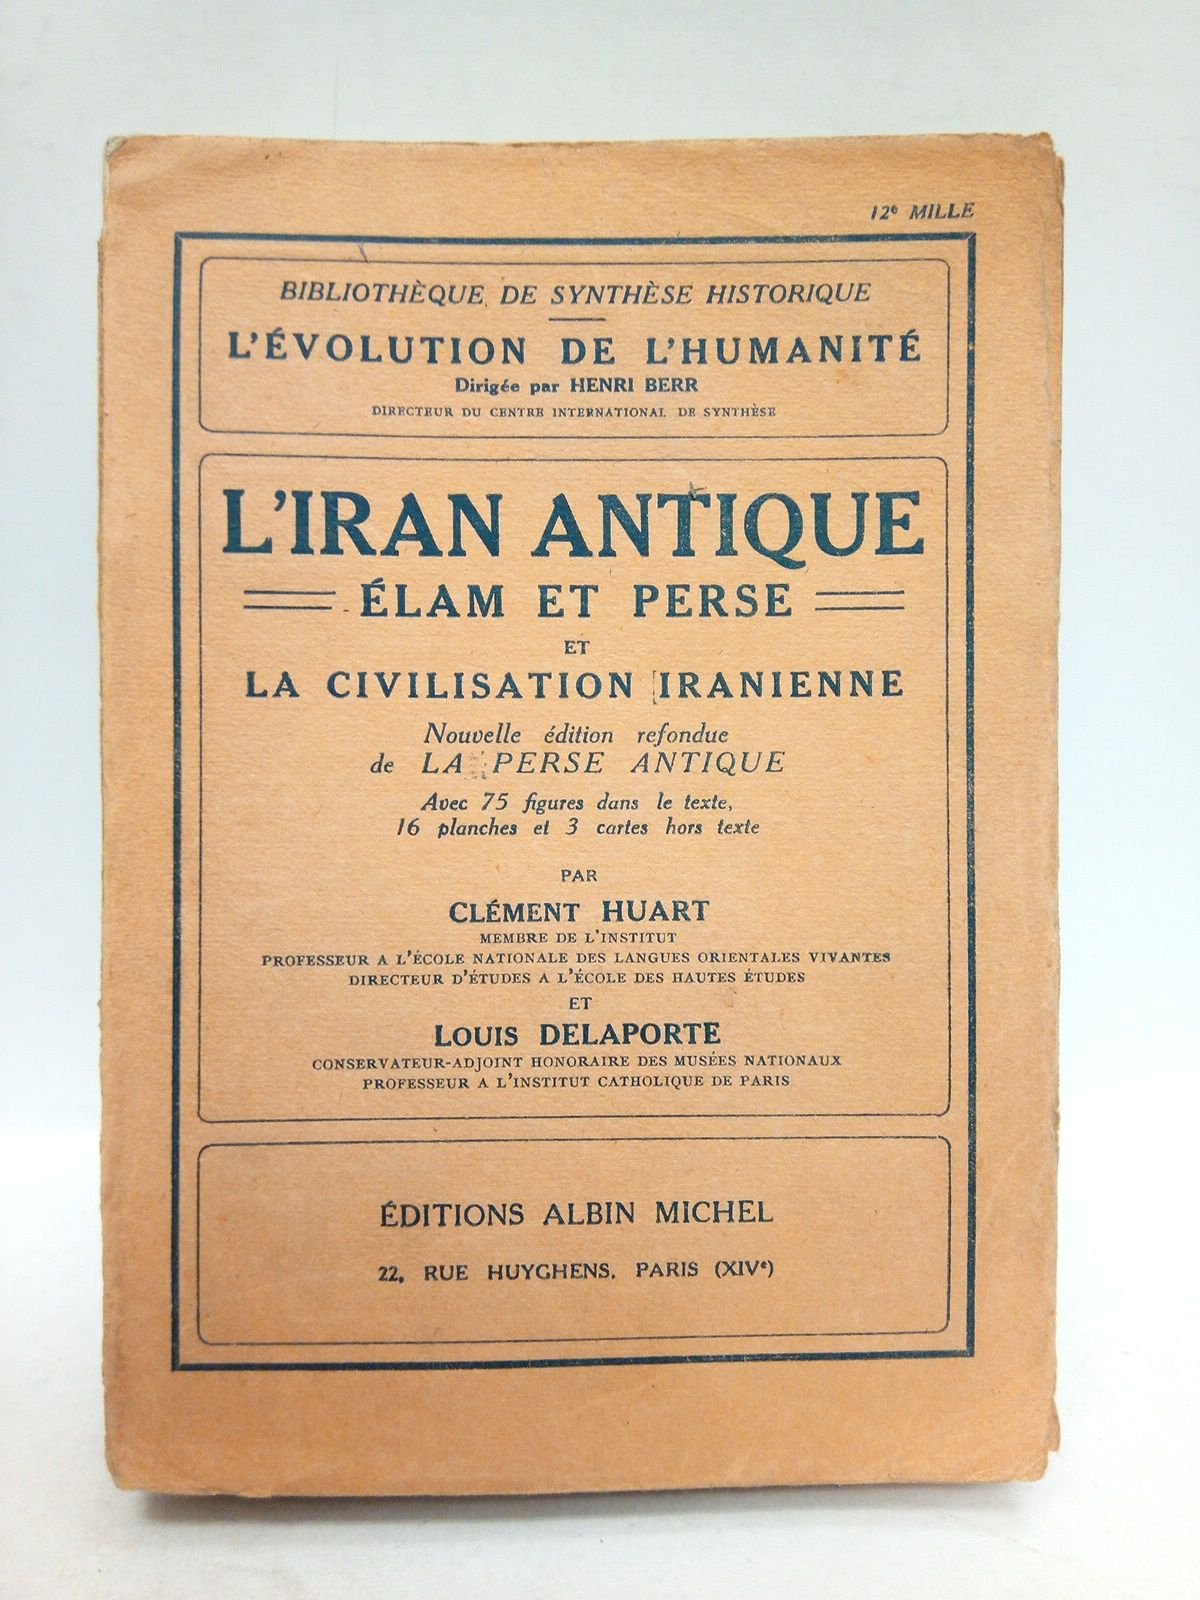 12e MILLE
BIBLIOTHÈQUE DE SYNTHÈSE HISTORIQUE
L'ÉVOLUTION DE L'HUMANITÉ
Dirigée par HENRI BERR
DIRECTEUR DU CENTRE INTERNATIONAL DE SYNTHÈSE
L'IRAN ANTIQUE
ÉLAM ET PERSE
ET
LA CIVILISATION IRANIENNE
Nouvelle édition refondue
de LA PERSE ANTIQUE
Avec 75 figures dans le texte,
16 planches et 3 cartes hors texte
PAR
CLÉMENT HUART
MEMBRE DE L'INSTITUT
PROFESSEUR A L'ÉCOLE NATIONALE DES LANGUES ORIENTALES VIVANTES
DIRECTEUR D'ÉTUDES A L'ÉCOLE DES HAUTES ÉTUDES
ET
LOUIS DELAPORTE
CONSERVATEUR-ADJOINT HONORAIRE DES MUSÉES NATIONAUX
PROFESSEUR A L'INSTITUT CATHOLIQUE DE PARIS
ÉDITIONS ALBIN MICHEL
22, RUE HUYGHENS, PARIS (XIVe)